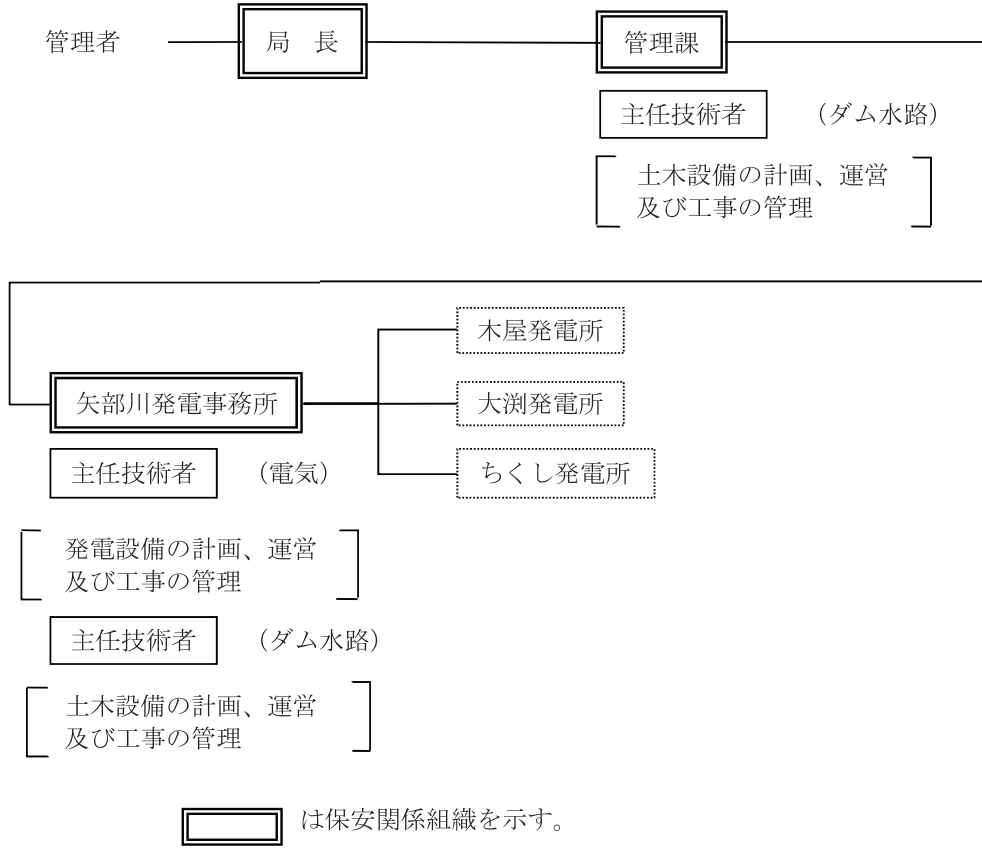 管理者
局　長
管理課
主任技術者　（ダム水路）
土木設備の計画、運営
及び工事の管理
木屋発電所
矢部川発電事務所
大渕発電所
主任技術者　（電気）
ちくし発電所
発電設備の計画、運営
及び工事の管理
主任技術者　（ダム水路）
土木設備の計画、運営
及び工事の管理
は保安関係組織を示す。